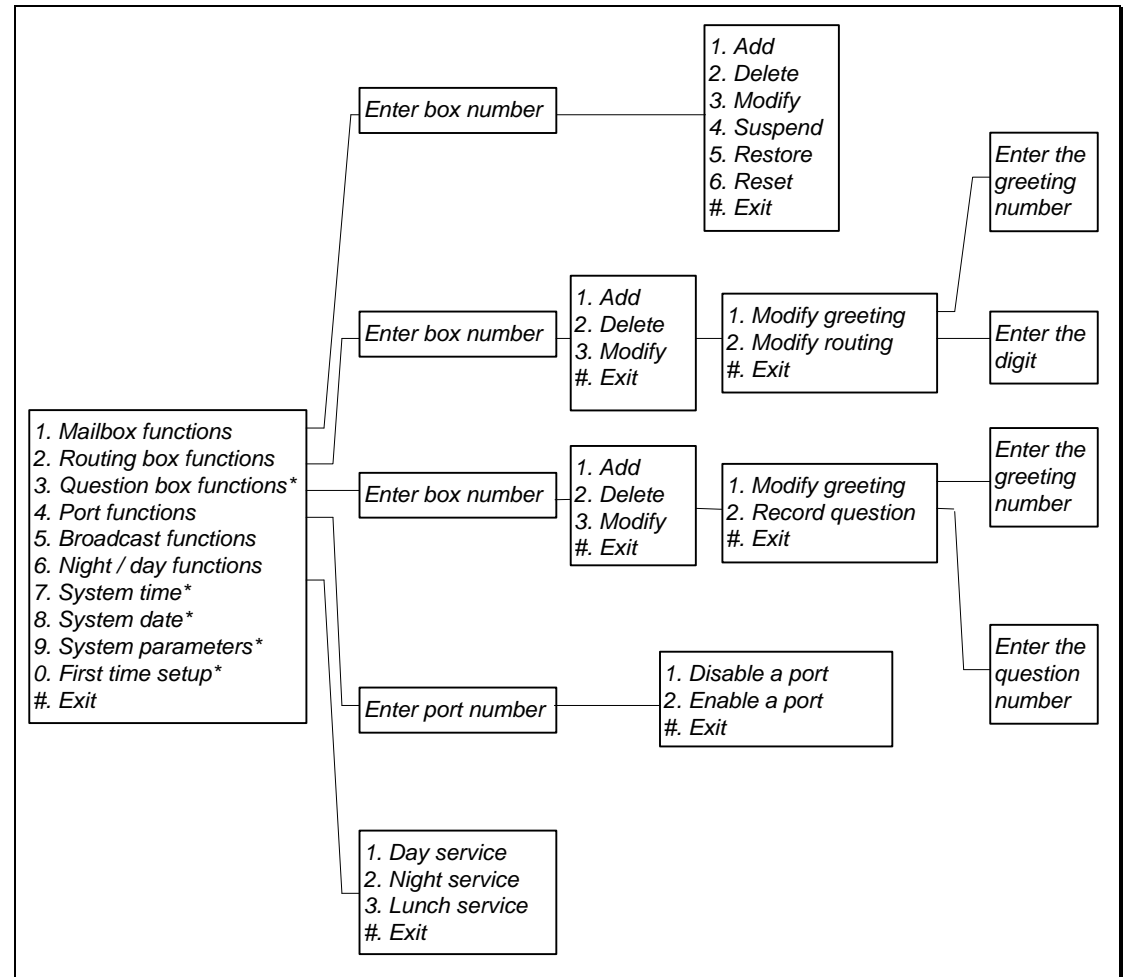 1. Mailbox functions
2. Routing box functions
3. Question box functions*
4. Port functions
5. Broadcast functions
6. Night / day functions
7. System time*
8. System date*
9. System parameters*
0. First time setup*
#. Exit
Enter box number
1. Add
2. Delete
3. Modify
4. Suspend
5. Restore
6. Reset
#. Exit
Enter box number
1. Add
2. Delete
3. Modify
#. Exit
1. Modify greeting
2. Modify routing
#. Exit
Enter the
greeting
number
Enter the
digit
Enter box number
1. Add
2. Delete
3. Modify
#. Exit
1. Modify greeting
2. Record question
#. Exit
Enter the
greeting
number
Enter the
question
number
Enter port number
1. Disable a port
2. Enable a port
#. Exit
1. Day service
2. Night service
3. Lunch service
#. Exit